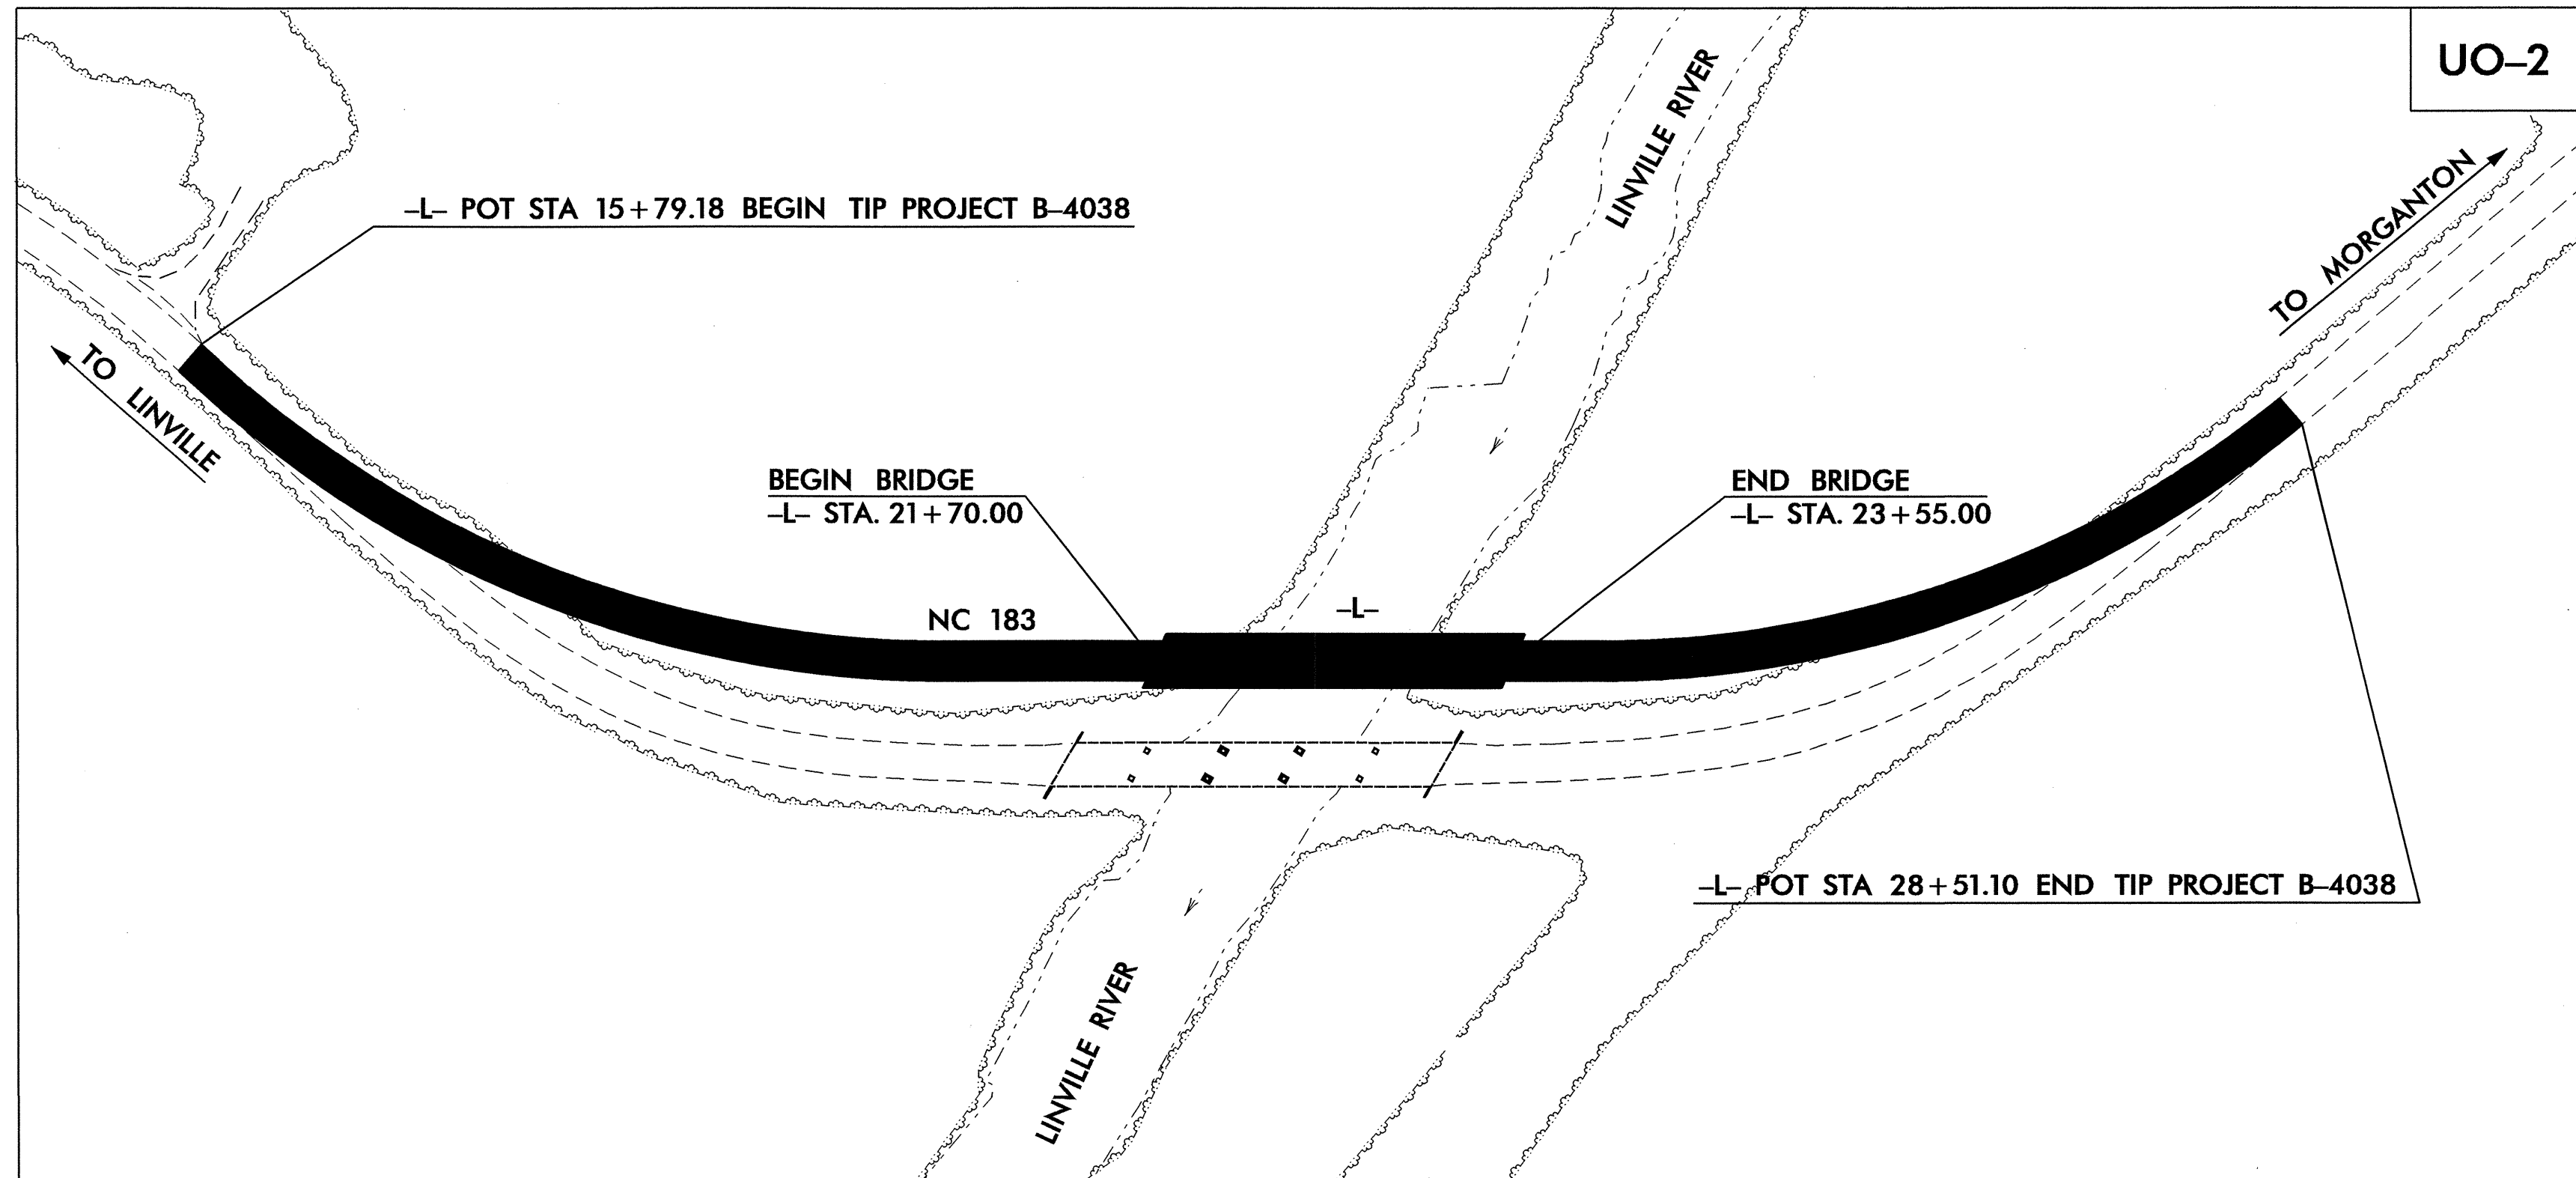 UO–2
LINVILLE RIVER
–L– POT STA 15+79.18 BEGIN TIP PROJECT B–4038
TO MORGANTON
TO LINVILLE
BEGIN BRIDGE
–L– STA. 21+70.00
END BRIDGE
–L– STA. 23+55.00
NC 183
–L–
–L– POT STA 28+51.10 END TIP PROJECT B–4038
LINVILLE RIVER